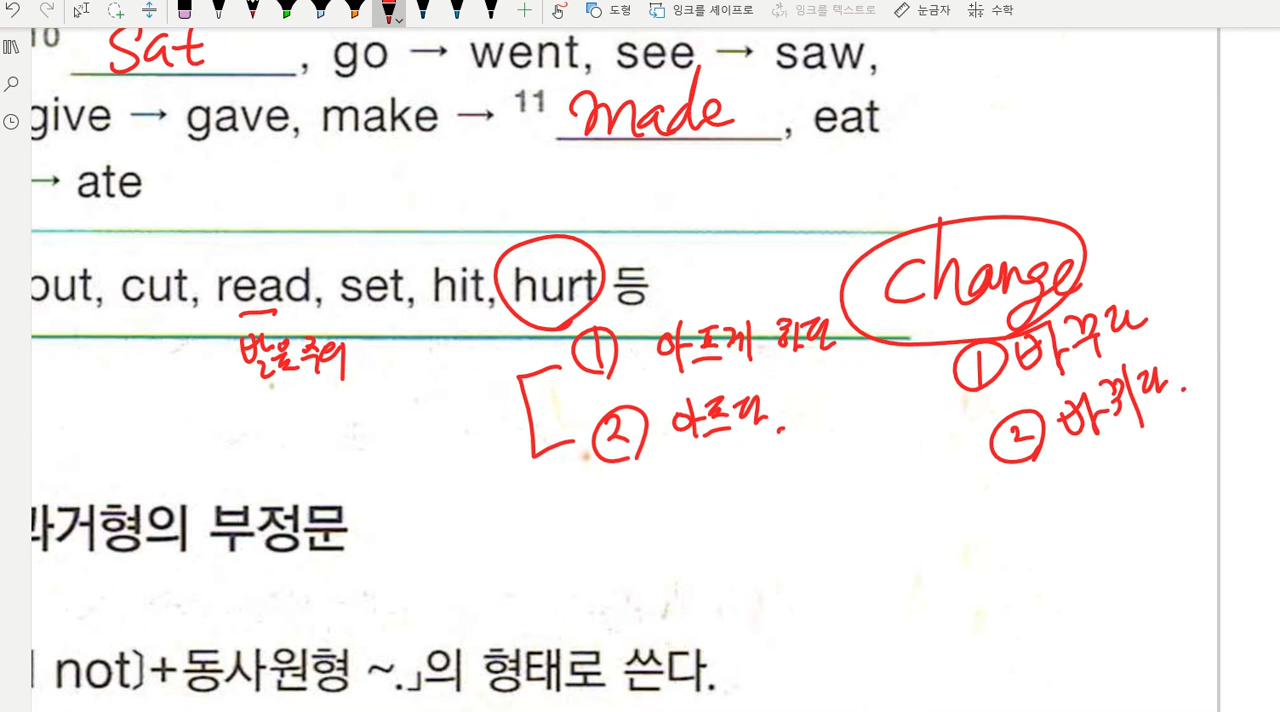 도형 잉크를 셰이프로 잉크를 텍스트로 눈금자 수학
10 sat, go → went, see → saw,
give → gave, make → 11 made, eat
→ ate
out, cut, read, set, hit, hurt 등
change
발음주의
① 아프게 하다
② 아프다.
① 바꾸다
② 바뀌다.
과거형의 부정문
not)+동사원형 ~.」의 형태로 쓴다.